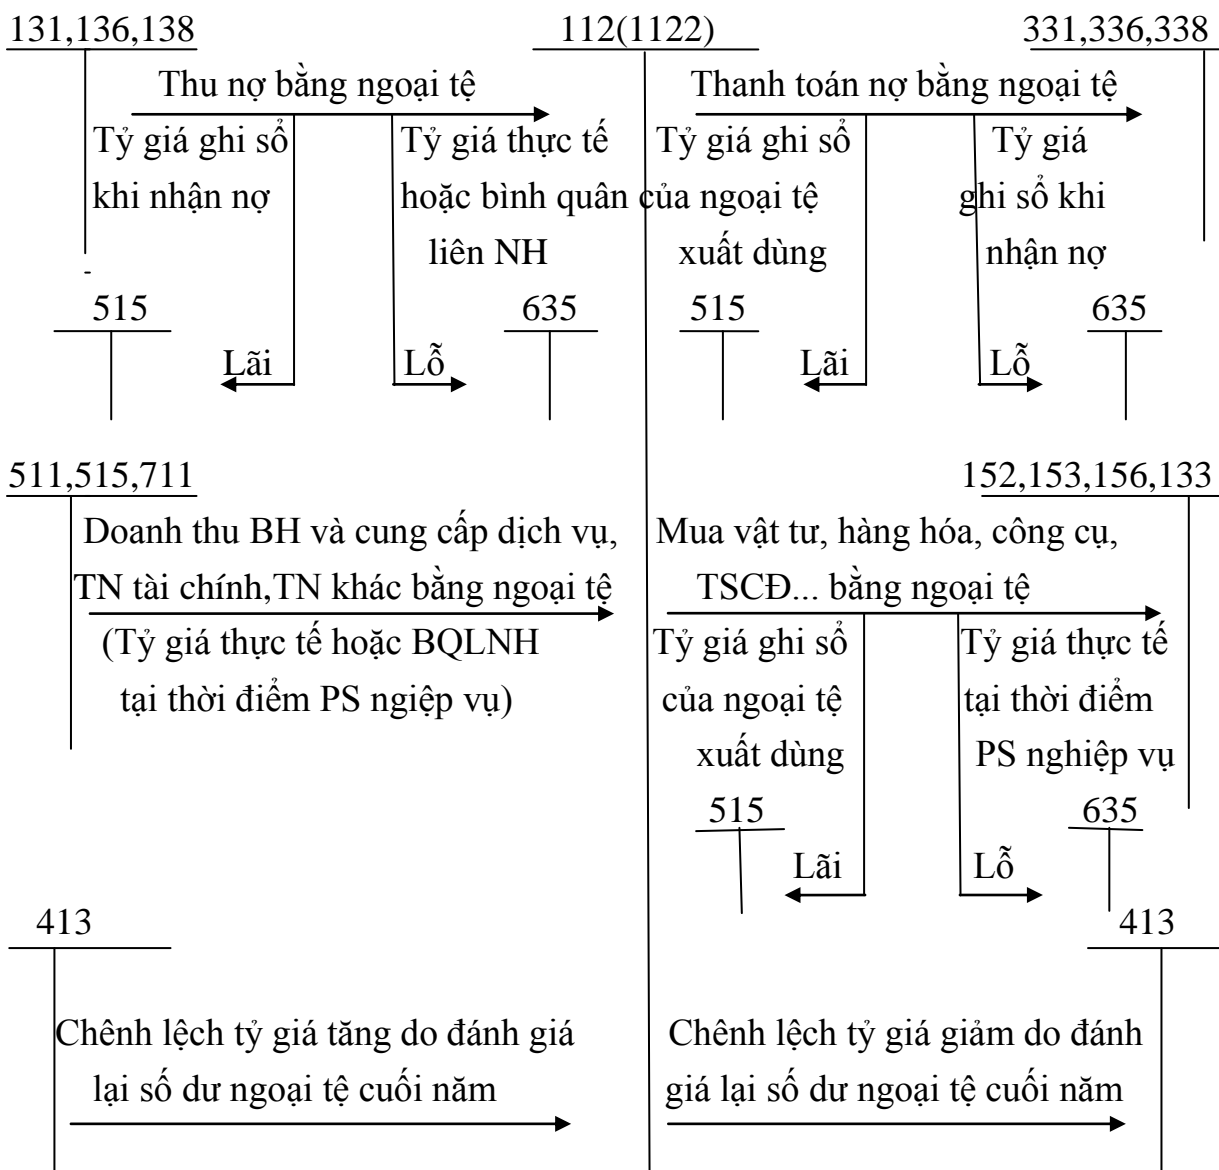 131,136,138 112(1122) 331,336,338
Thu nợ bằng ngoại tệ Thanh toán nợ bằng ngoại tệ
Tỷ giá ghi sổ Tỷ giá thực tế Tỷ giá ghi sổ Tỷ giá
khi nhận nợ hoặc bình quân của ngoại tệ ghi sổ khi
liên NH xuất dùng nhận nợ
515 635 515 635
Lãi Lỗ Lãi Lỗ
511,515,711 152,153,156,133
Doanh thu BH và cung cấp dịch vụ, Mua vật tư, hàng hóa, công cụ,
TN tài chính,TN khác bằng ngoại tệ TSCĐ... bằng ngoại tệ
(Tỷ giá thực tế hoặc BQLNH Tỷ giá ghi sổ Tỷ giá thực tế
tại thời điểm PS ngiệp vụ) của ngoại tệ tại thời điểm
xuất dùng PS nghiệp vụ
515 635
Lãi Lỗ
413 413
Chênh lệch tỷ giá tăng do đánh giá Chênh lệch tỷ giá giảm do đánh
lại số dư ngoại tệ cuối năm giá lại số dư ngoại tệ cuối năm